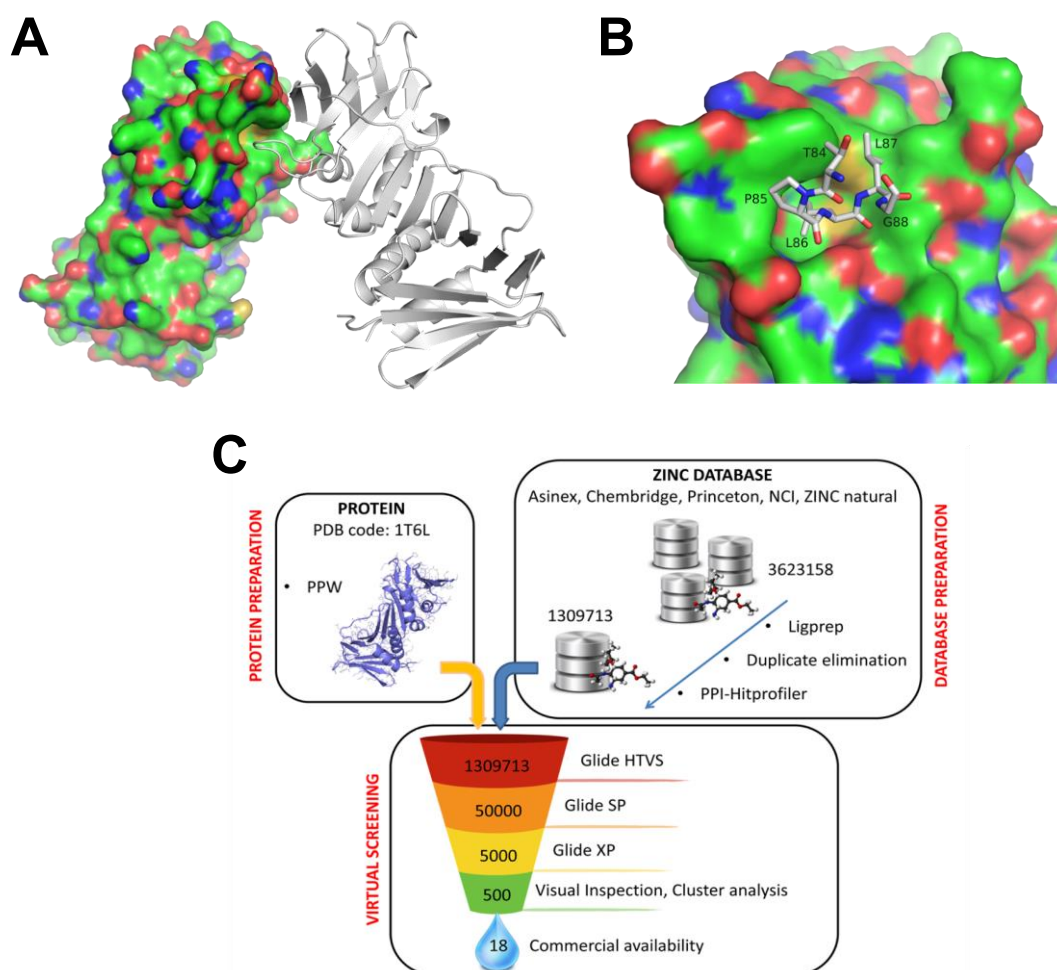 A
B
T84
L87
P85
G88
L86
C
PROTEIN PREPARATION
PROTEIN
PDB code: 1T6L
• PPW
ZINC DATABASE
Asinex, Chembridge, Princeton, NCI, ZINC natural
3623158
1309713
• Ligprep
• Duplicate elimination
• PPI-Hitprofiler
DATABASE PREPARATION
VIRTUAL SCREENING
1309713 Glide HTVS
50000 Glide SP
5000 Glide XP
500 Visual Inspection, Cluster analysis
18 Commercial availability